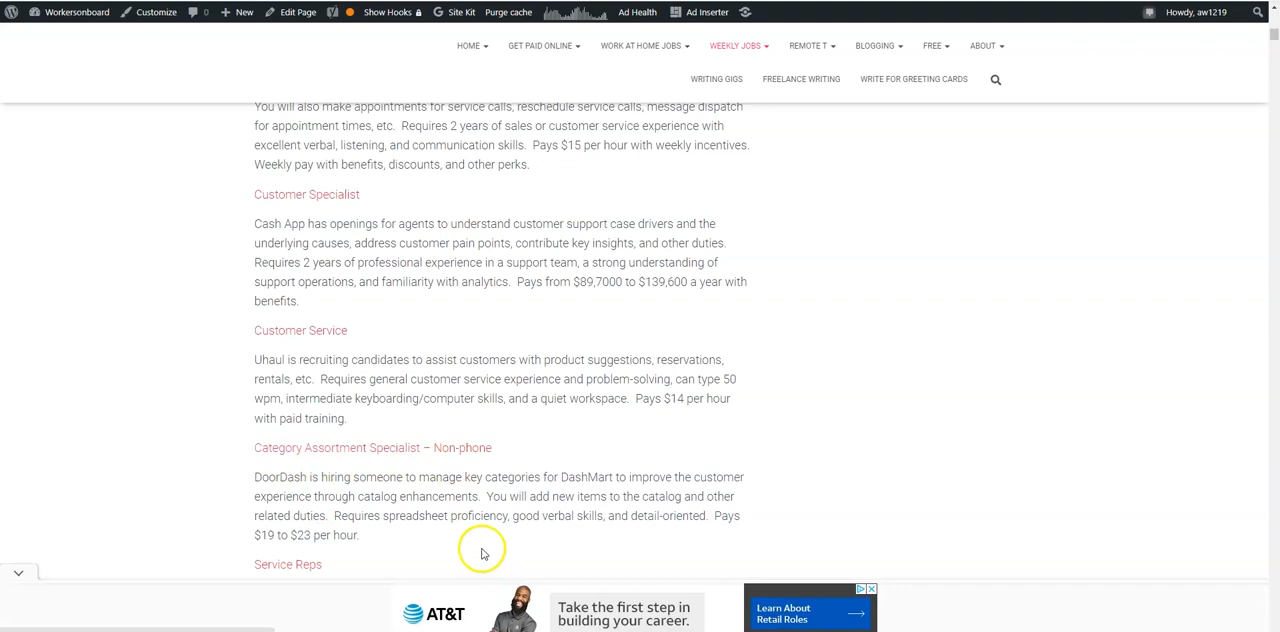 Workersonboard Customize 0 New Edit Page Show Hooks Site Kit Purge cache Ad Health Ad Inserter Howdy, aw1219
HOME GET PAID ONLINE WORK AT HOME JOBS WEEKLY JOBS REMOTE T BLOGGING FREE ABOUT
WRITING GIGS FREELANCE WRITING WRITE FOR GREETING CARDS
You will also make appointments for service calls, reschedule service calls, message dispatch
for appointment times, etc. Requires 2 years of sales or customer service experience with
excellent verbal, listening, and communication skills. Pays $15 per hour with weekly incentives.
Weekly pay with benefits, discounts, and other perks.
Customer Specialist
Cash App has openings for agents to understand customer support case drivers and the
underlying causes, address customer pain points, contribute key insights, and other duties.
Requires 2 years of professional experience in a support team, a strong understanding of
support operations, and familiarity with analytics. Pays from $89,7000 to $139,600 a year with
benefits.
Customer Service
Uhaul is recruiting candidates to assist customers with product suggestions, reservations,
rentals, etc. Requires general customer service experience and problem-solving, can type 50
wpm, intermediate keyboarding/computer skills, and a quiet workspace. Pays $14 per hour
with paid training.
Category Assortment Specialist – Non-phone
DoorDash is hiring someone to manage key categories for DashMart to improve the customer
experience through catalog enhancements. You will add new items to the catalog and other
related duties. Requires spreadsheet proficiency, good verbal skills, and detail-oriented. Pays
$19 to $23 per hour.
Service Reps
AT&T
Take the first step in
building your career.
Learn About
Retail Roles